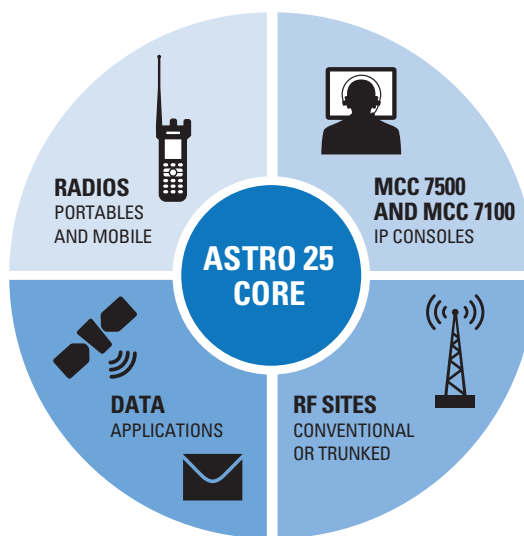 RADIOS
PORTABLES
AND MOBILE
MCC 7500
AND MCC 7100
IP CONSOLES
ASTRO 25
CORE
DATA
APPLICATIONS
RF SITES
CONVENTIONAL
OR TRUNKED